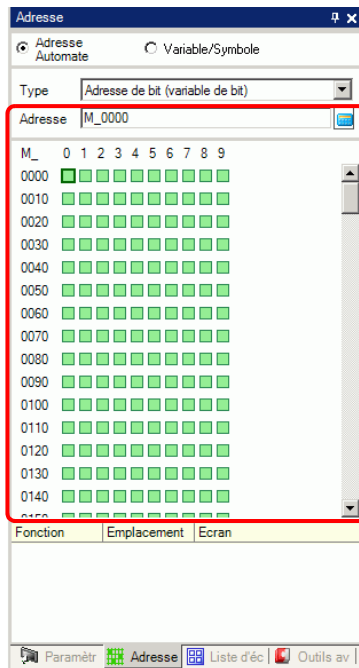 Adresse
Adresse Automate
Variable/Symbole
Type Adresse de bit (variable de bit)
Adresse M_0000
M_ 0 1 2 3 4 5 6 7 8 9
0000
0010
0020
0030
0040
0050
0060
0070
0080
0090
0100
0110
0120
0130
0140
0150
Fonction Emplacement Ecran
Paramètr Adresse Liste d'éc Outils av